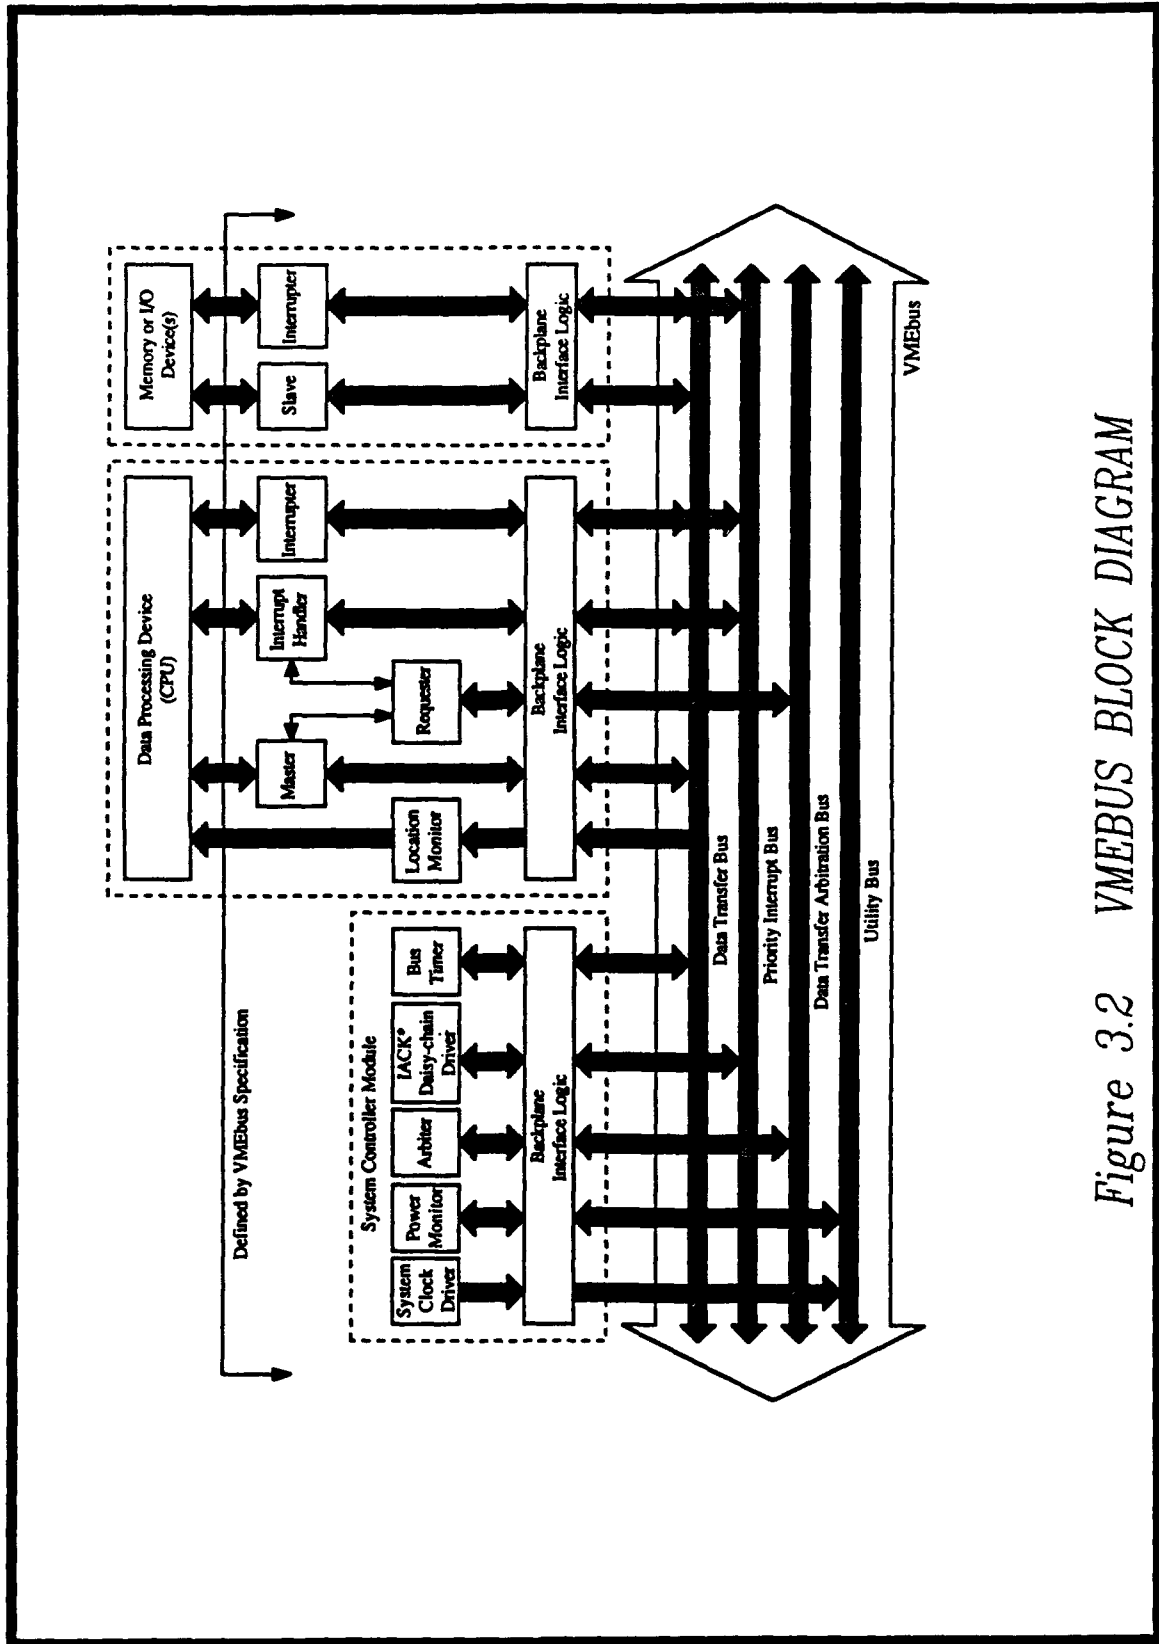 Defined by VMEbus Specification
System Controller Module
System
Clock
Driver
Power
Monitor
Arbiter
IACK*
Daisy-chain
Driver
Bus
Timer
Backplane
Interface Logic
Data Processing Device
(CPU)
Location
Monitor
Master
Requester
Interrupt
Handler
Interrupter
Backplane
Interface Logic
Memory or I/O
Device(s)
Slave
Interrupter
Backplane
Interface Logic
Data Transfer Bus
Priority Interrupt Bus
Data Transfer Arbitration Bus
Utility Bus
VMEbus
Figure 3.2 VMEBUS BLOCK DIAGRAM